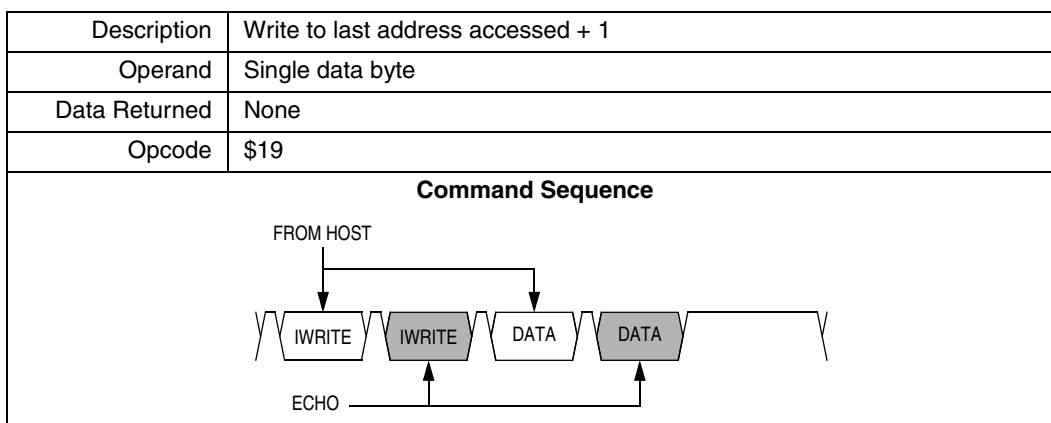 Description Write to last address accessed + 1
Operand Single data byte
Data Returned None
Opcode $19
Command Sequence
FROM HOST
IWRITE IWRITE DATA DATA
ECHO